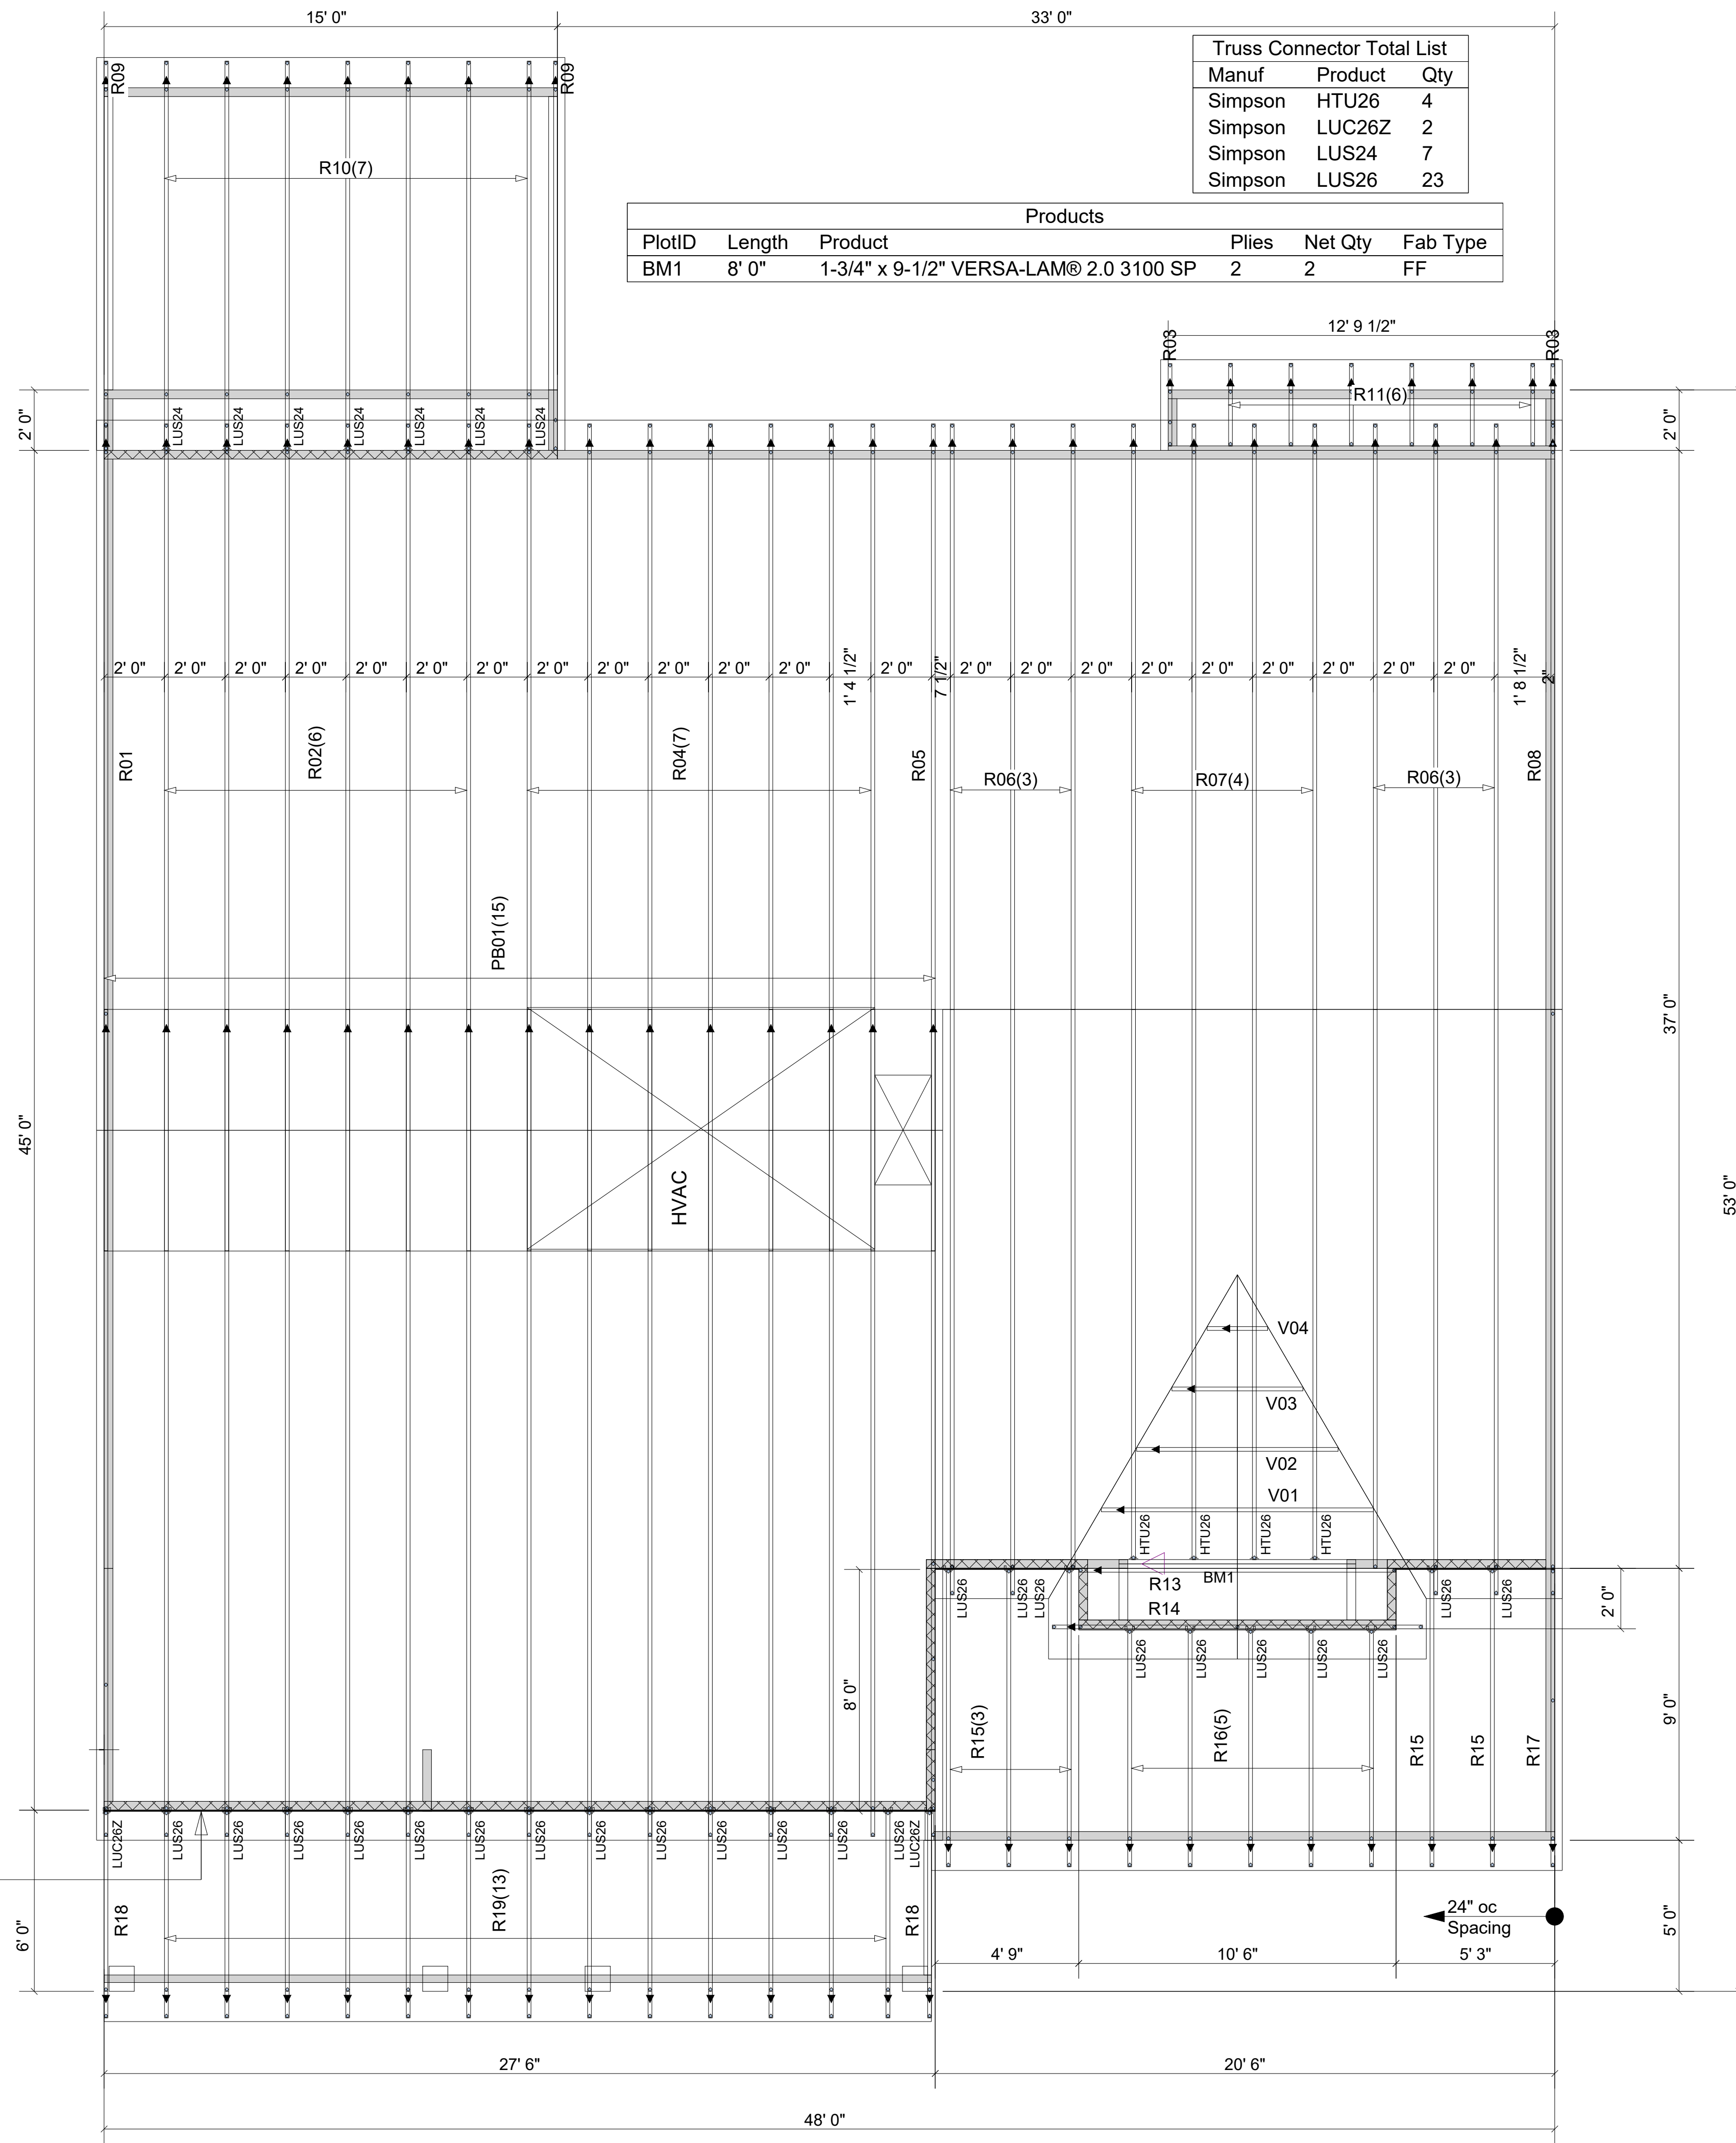 15' 0"
33' 0"
Truss Connector Total List
Manuf Product Qty
Simpson HTU26 4
Simpson LUC26Z 2
Simpson LUS24 7
Simpson LUS26 23
R09
R09
R10(7)
Products
PlotID Length Product Plies Net Qty Fab Type
BM1 8' 0" 1-3/4" x 9-1/2" VERSA-LAM® 2.0 3100 SP 2 2 FF
12' 9 1/2"
R03
R03
R11(6)
2' 0"
2' 0"
LUS24
LUS24
LUS24
LUS24
LUS24
LUS24
LUS24
2' 0"
2' 0"
2' 0"
2' 0"
2' 0"
2' 0"
2' 0"
2' 0"
2' 0"
2' 0"
2' 0"
2' 0"
1' 4 1/2"
2' 0"
7 1/2"
2' 0"
2' 0"
2' 0"
2' 0"
2' 0"
2' 0"
2' 0"
2' 0"
2' 0"
1' 8 1/2"
2"
R01
R02(6)
R04(7)
R05
R06(3)
R07(4)
R06(3)
R08
PB01(15)
37' 0"
45' 0"
53' 0"
HVAC
V04
V03
V02
V01
HTU26
HTU26
HTU26
HTU26
BM1
R13
R14
LUS26
LUS26
LUS26
LUS26
LUS26
2' 0"
LUS26
LUS26
LUS26
LUS26
LUS26
8' 0"
R15(3)
R16(5)
R15
R15
R17
9' 0"
LUC26Z
LUS26
LUS26
LUS26
LUS26
LUS26
LUS26
LUS26
LUS26
LUS26
LUS26
LUS26
LUS26
LUS26
LUC26Z
R18
R19(13)
R18
6' 0"
24" oc
Spacing
5' 0"
4' 9"
10' 6"
5' 3"
27' 6"
20' 6"
48' 0"